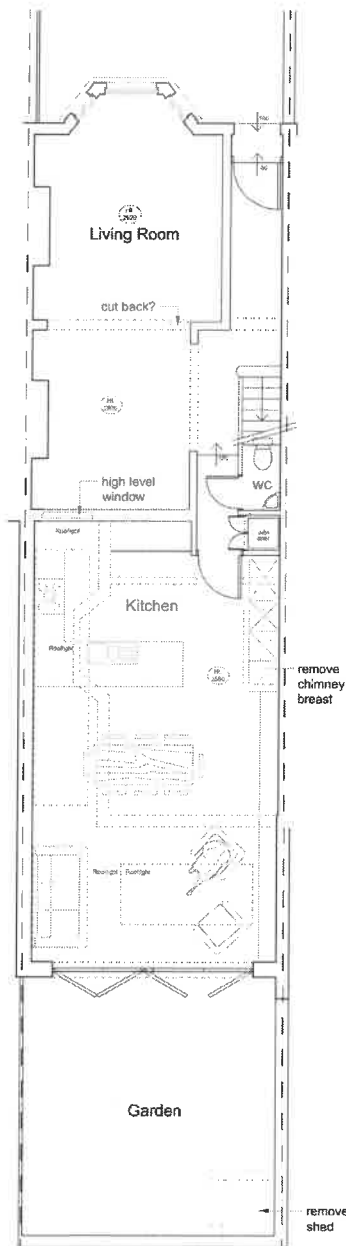 Living Room
cut back?
high level
window
Rooflight
WC
Kitchen
Rooflight
remove
chimney
breast
Rooflight
Rooflight
Garden
remove
shed